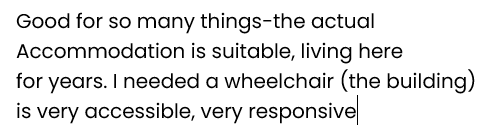 Good for so many things-the actual
Accommodation is suitable, living here
for years. I needed a wheelchair (the building)
is very accessible, very responsive